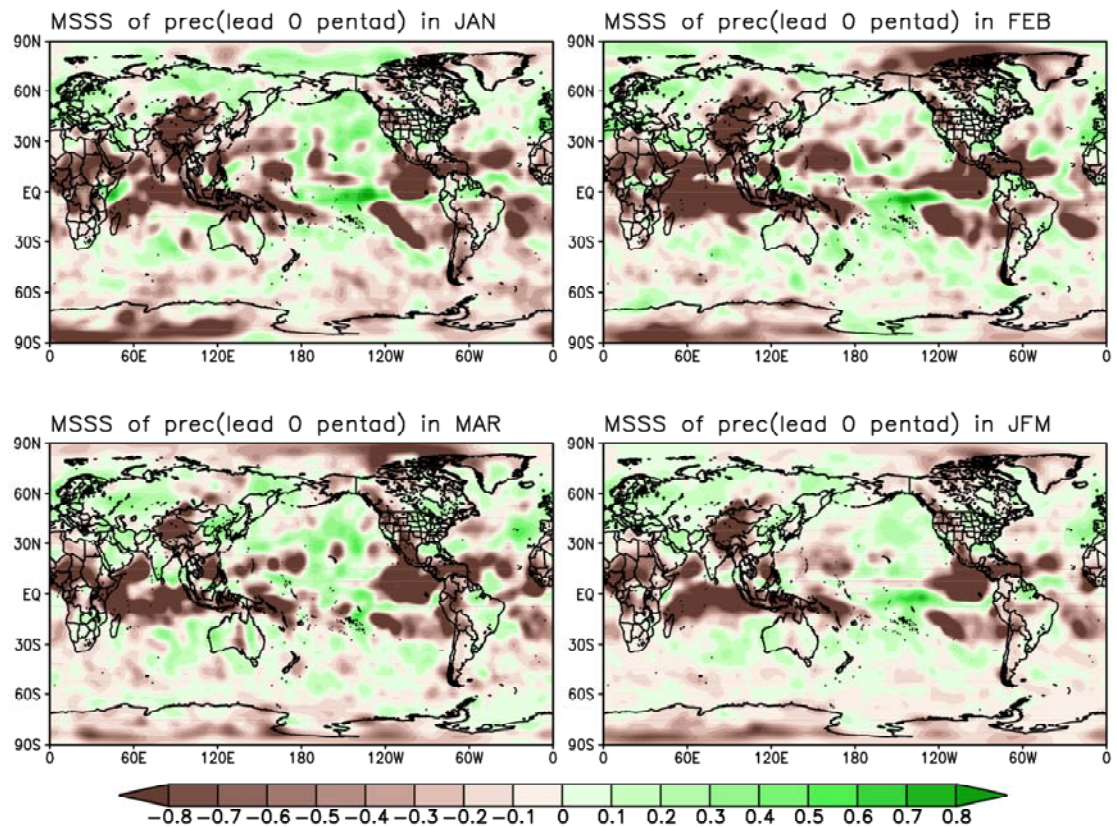 MSSS of prec(lead 0 pentad) in JAN
MSSS of prec(lead 0 pentad) in FEB
90N
60N
30N
EQ
30S
60S
90S
0 60E 120E 180 120W 60W 0
90N
60N
30N
EQ
30S
60S
90S
0 60E 120E 180 120W 60W 0
MSSS of prec(lead 0 pentad) in MAR
MSSS of prec(lead 0 pentad) in JFM
90N
60N
30N
EQ
30S
60S
90S
0 60E 120E 180 120W 60W 0
90N
60N
30N
EQ
30S
60S
90S
0 60E 120E 180 120W 60W 0
-0.8 -0.7 -0.6 -0.5 -0.4 -0.3 -0.2 -0.1 0 0.1 0.2 0.3 0.4 0.5 0.6 0.7 0.8